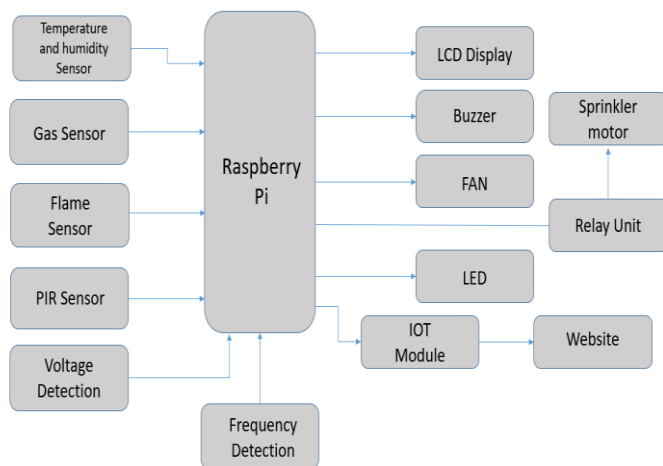 Temperature
and humidity
Sensor
Gas Sensor
Flame
Sensor
PIR Sensor
Voltage
Detection
Frequency
Detection
Raspberry
Pi
LCD Display
Buzzer
FAN
LED
IOT
Module
Website
Relay Unit
Sprinkler
motor